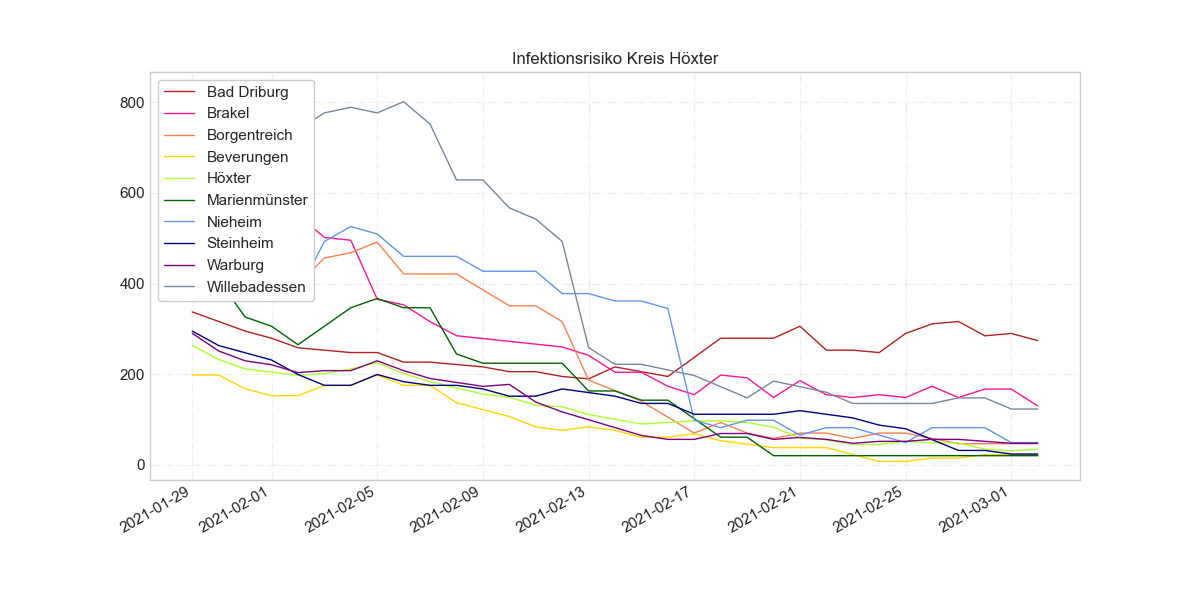 Infektionsrisiko Kreis Höxter
800
600
400
200
0
Bad Driburg
Brakel
Borgentreich
Beverungen
Höxter
Marienmünster
Nieheim
Steinheim
Warburg
Willebadessen
2021-01-29
2021-02-01
2021-02-05
2021-02-09
2021-02-13
2021-02-17
2021-02-21
2021-02-25
2021-03-01